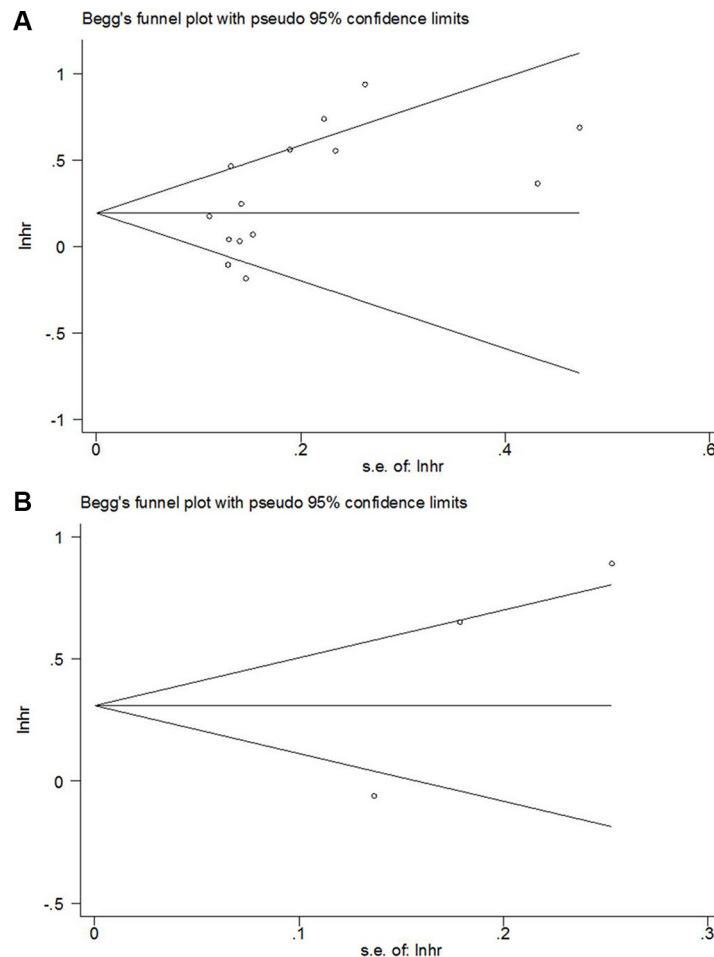 A
Begg's funnel plot with pseudo 95% confidence limits
1
.5
0
-.5
-1
lnhr
0 .2 .4 .6
s.e. of: lnhr
B
Begg's funnel plot with pseudo 95% confidence limits
1
.5
0
-.5
lnhr
0 .1 .2 .3
s.e. of: lnhr